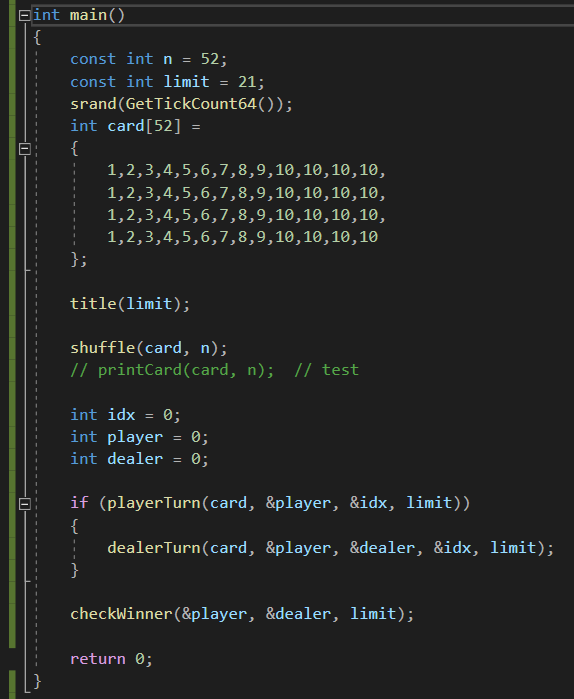 int main()
{
    const int n = 52;
    const int limit = 21;
    srand(GetTickCount64());
    int card[52] =
    {
        1,2,3,4,5,6,7,8,9,10,10,10,10,
        1,2,3,4,5,6,7,8,9,10,10,10,10,
        1,2,3,4,5,6,7,8,9,10,10,10,10,
        1,2,3,4,5,6,7,8,9,10,10,10,10
    };

    title(limit);

    shuffle(card, n);
    // printCard(card, n);  // test

    int idx = 0;
    int player = 0;
    int dealer = 0;

    if (playerTurn(card, &player, &idx, limit))
    {
        dealerTurn(card, &player, &dealer, &idx, limit);
    }

    checkWinner(&player, &dealer, limit);

    return 0;
}